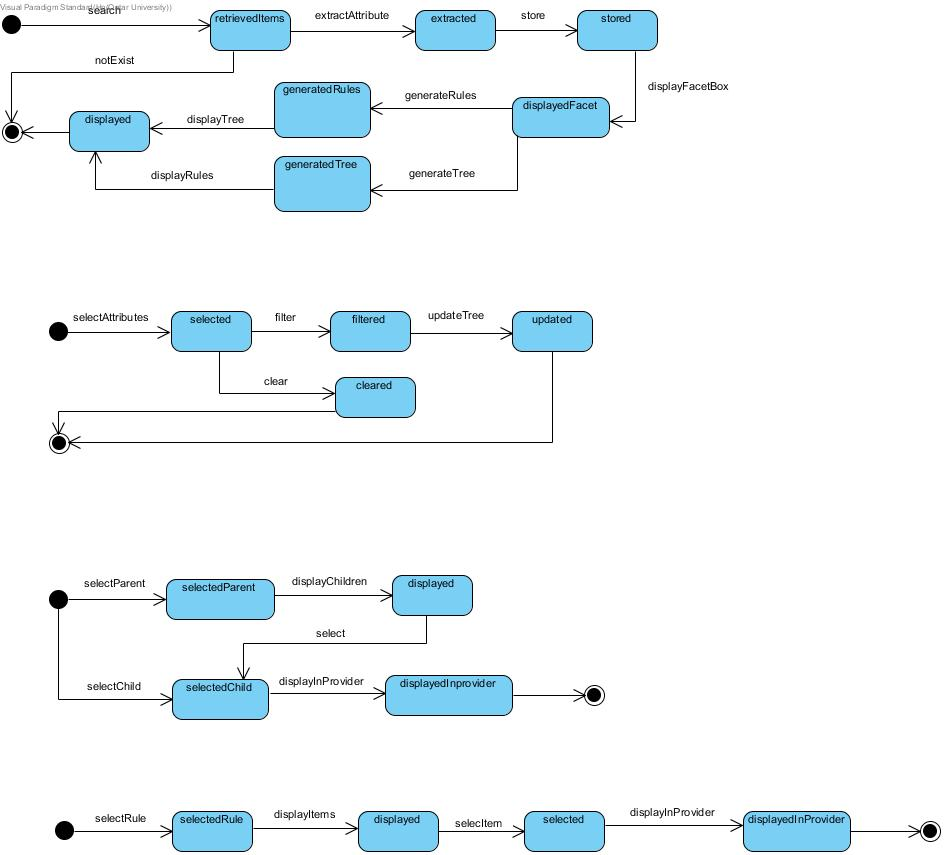 Visual Paradigm Standard
Qatar University))
search
retrievedItems
extractAttribute
extracted
store
stored
notExist
displayFacetBox
generatedRules
generateRules
displayedFacet
displayed
displayTree
generatedTree
displayRules
generateTree
selectAttributes
selected
filter
filtered
updateTree
updated
clear
cleared
selectParent
selectedParent
displayChildren
displayed
select
selectChild
selectedChild
displayInProvider
displayedInprovider
selectRule
selectedRule
displayItems
displayed
selecItem
selected
displayInProvider
displayedInProvider